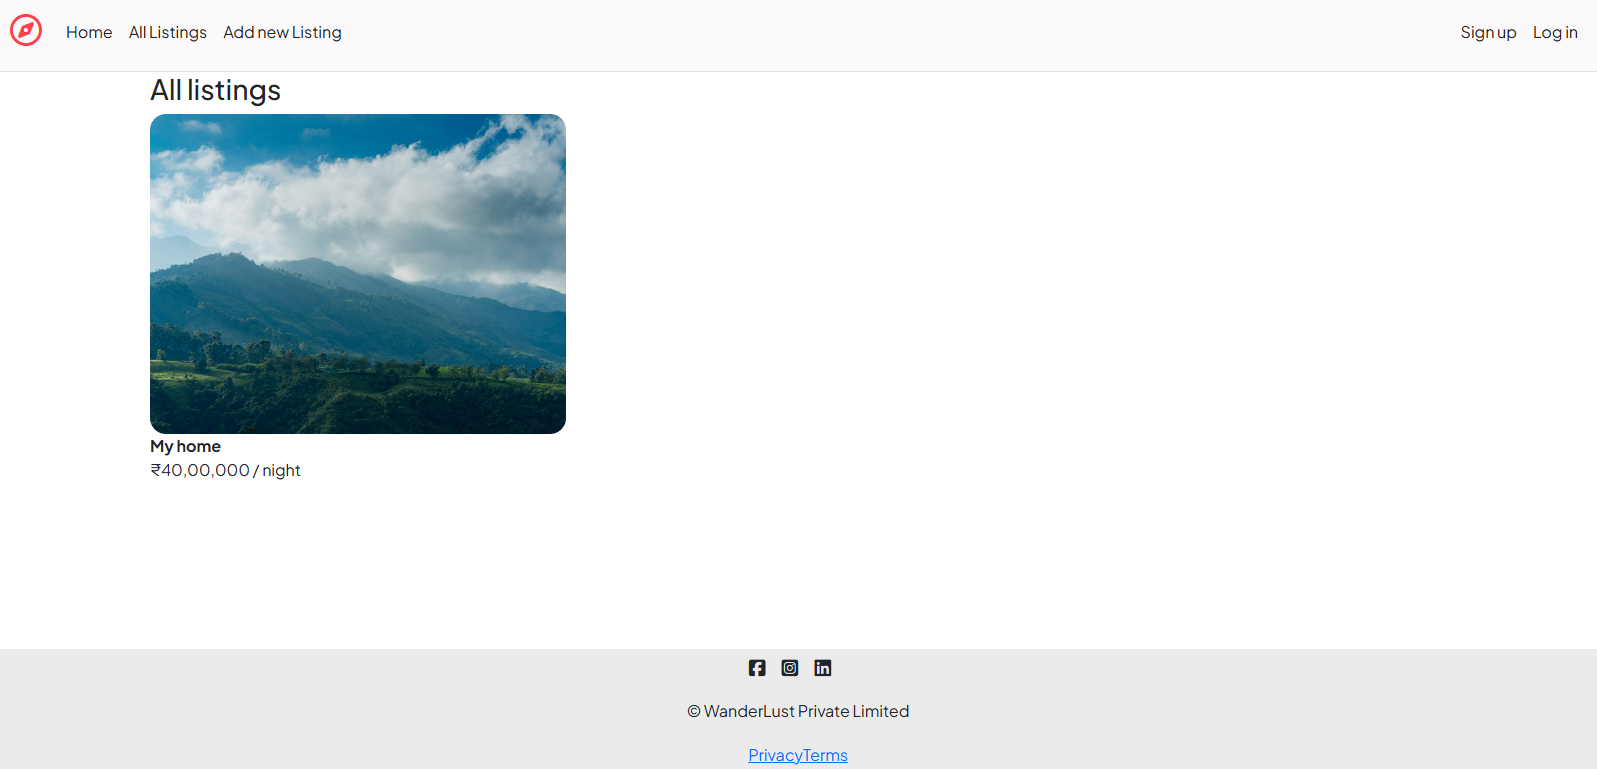 Home All Listings Add new Listing Sign up Log in
All listings
My home
₹40,00,000 / night
© WanderLust Private Limited
PrivacyTerms